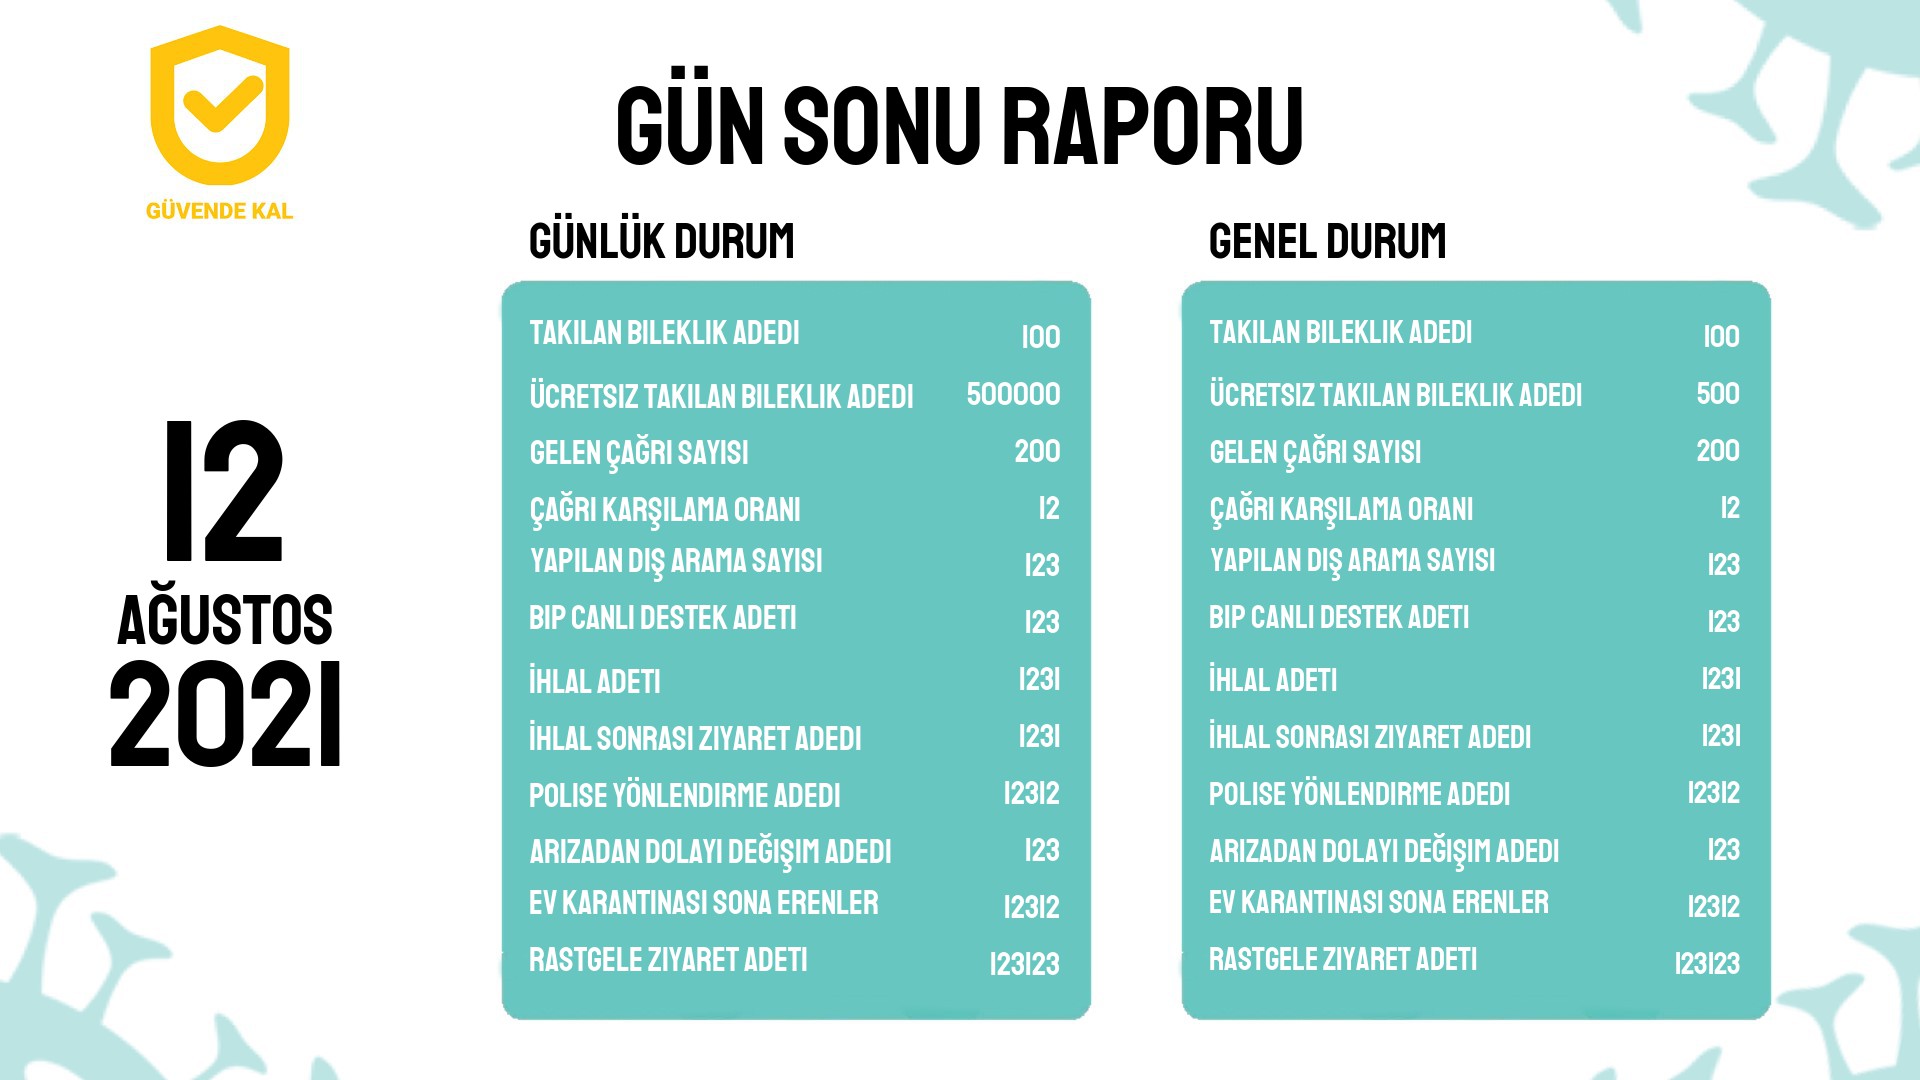 GÜVENDE KAL
GÜN SONU RAPORU
12
AĞUSTOS
2021
GÜNLÜK DURUM
TAKILAN BILEKLIK ADEDI 100
ÜCRETSIZ TAKILAN BILEKLIK ADEDI 500000
GELEN ÇAĞRI SAYISI 200
ÇAĞRI KARŞILAMA ORANI 12
YAPILAN DIŞ ARAMA SAYISI 123
BIP CANLI DESTEK ADETI 123
İHLAL ADETI 1231
İHLAL SONRASI ZIYARET ADEDI 1231
POLISE YÖNLENDIRME ADEDI 12312
ARIZADAN DOLAYI DEĞIŞIM ADEDI 123
EV KARANTINASI SONA ERENLER 12312
RASTGELE ZIYARET ADETI 123123
GENEL DURUM
TAKILAN BILEKLIK ADEDI 100
ÜCRETSIZ TAKILAN BILEKLIK ADEDI 500
GELEN ÇAĞRI SAYISI 200
ÇAĞRI KARŞILAMA ORANI 12
YAPILAN DIŞ ARAMA SAYISI 123
BIP CANLI DESTEK ADETI 123
İHLAL ADETI 1231
İHLAL SONRASI ZIYARET ADEDI 1231
POLISE YÖNLENDIRME ADEDI 12312
ARIZADAN DOLAYI DEĞIŞIM ADEDI 123
EV KARANTINASI SONA ERENLER 12312
RASTGELE ZIYARET ADETI 123123